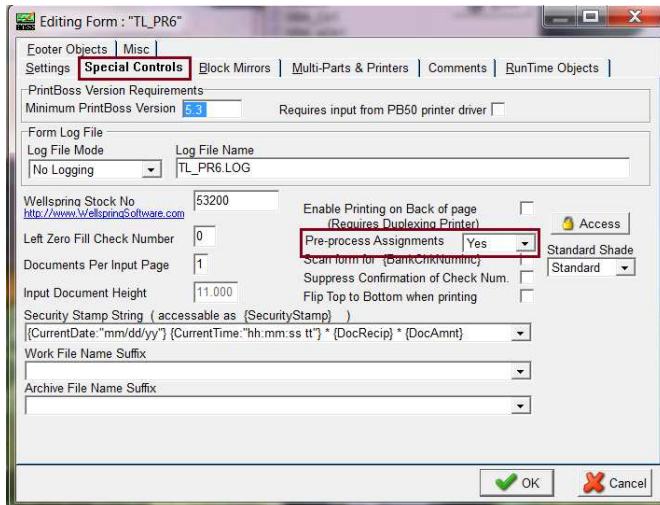 Editing Form : "TL_PR6"
Footer Objects Misc
Settings Special Controls Block Mirrors Multi-Parts & Printers Comments RunTime Objects
PrintBoss Version Requirements
Minimum PrintBoss Version 5.3 Requires input from PB50 printer driver
Form Log File
Log File Mode Log File Name
No Logging TL_PR6.LOG
Wellspring Stock No 53200
http://www.WellspringSoftware.com
Enable Printing on Back of page
(Requires Duplexing Printer)
Access
Left Zero Fill Check Number 0
Pre-process Assignments Yes
Standard Shade
Documents Per Input Page 1
Scan form for {BankChkNumInc}
Standard
Suppress Confirmation of Check Num.
Input Document Height 11.000
Flip Top to Bottom when printing
Security Stamp String ( accessable as {SecurityStamp} )
{CurrentDate:"mm/dd/yy"} {CurrentTime:"hh:mm:ss tt"} * {DocRecip} * {DocAmnt}
Work File Name Suffix
Archive File Name Suffix
OK Cancel